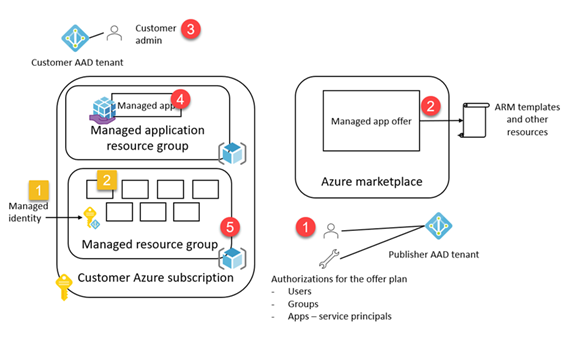 Customer
admin
3
Customer AAD tenant
4
Managed app
Managed application
resource group
1
Managed
identity
2
5
Managed resource group
Customer Azure subscription
Managed app offer
2
ARM templates
and other
resources
Azure marketplace
1
Publisher AAD tenant
Authorizations for the offer plan
- Users
- Groups
- Apps – service principals